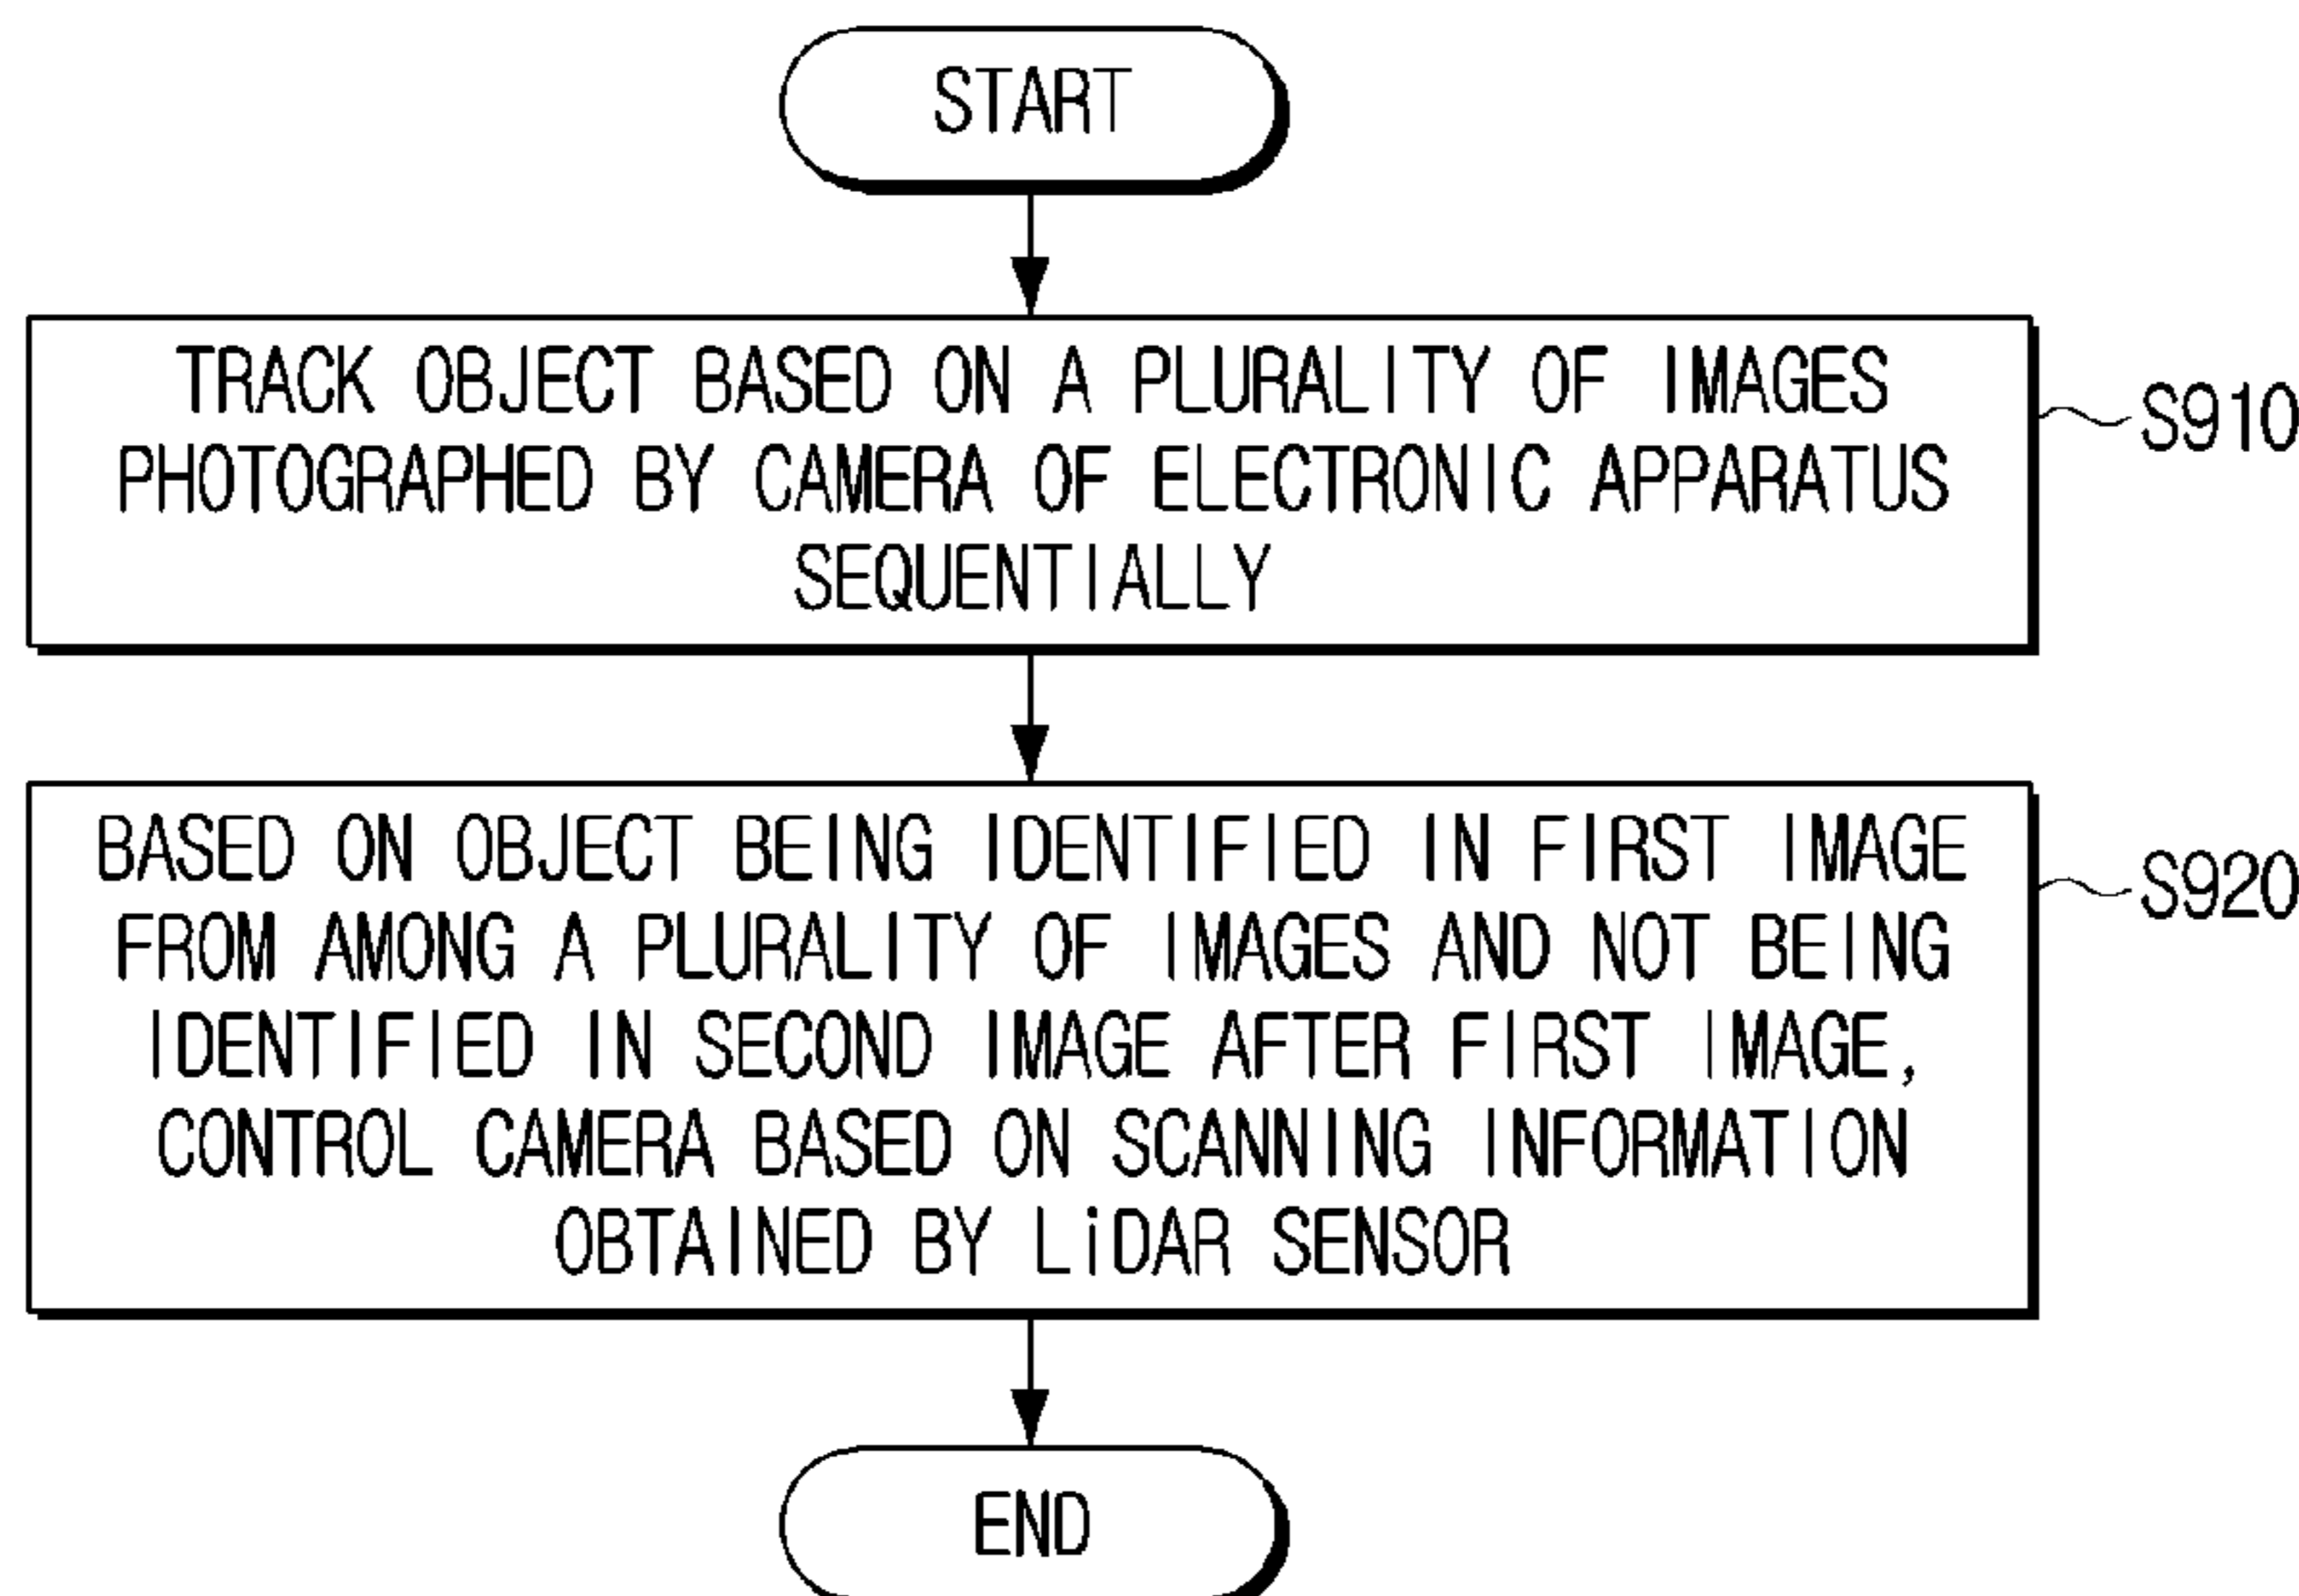 START
TRACK OBJECT BASED ON A PLURALITY OF IMAGES
PHOTOGRAPHED BY CAMERA OF ELECTRONIC APPARATUS
SEQUENTIALLY
S910
BASED ON OBJECT BEING IDENTIFIED IN FIRST IMAGE
FROM AMONG A PLURALITY OF IMAGES AND NOT BEING
IDENTIFIED IN SECOND IMAGE AFTER FIRST IMAGE,
CONTROL CAMERA BASED ON SCANNING INFORMATION
OBTAINED BY LiDAR SENSOR
S920
END